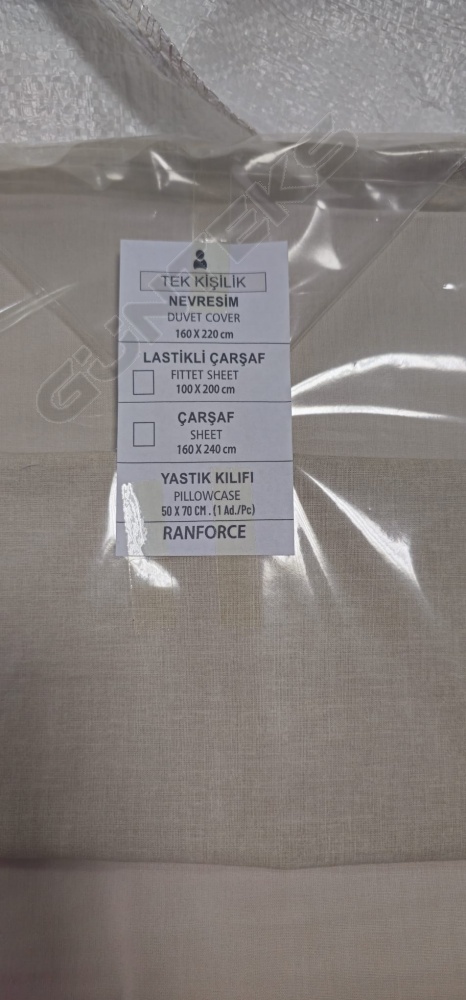 GÜNTEKS
TEK KİŞİLİK
NEVRESİM
DUVET COVER
160 X 220 cm
LASTİKLİ ÇARŞAF
FITTET SHEET
100 X 200 cm
ÇARŞAF
SHEET
160 X 240 cm
YASTIK KILIFI
PILLOWCASE
50 X 70 CM . (1 Ad./Pc)
RANFORCE